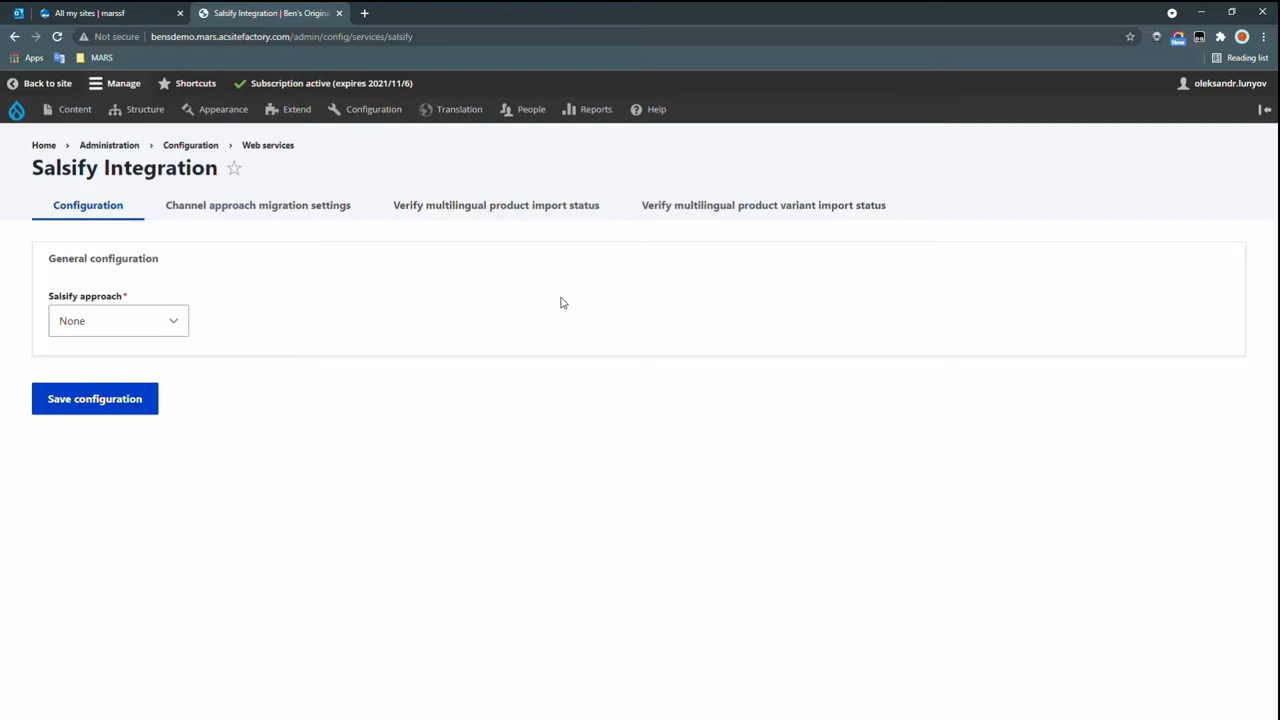 All my sites | marssf
Salsify Integration | Ben's Origina
Not secure
bensdemo.mars.acsitefactory.com/admin/config/services/salsify
New
Apps
MARS
Reading list
Back to site
Manage
Shortcuts
Subscription active (expires 2021/11/6)
oleksandr.lunyov
Content
Structure
Appearance
Extend
Configuration
Translation
People
Reports
Help
Home › Administration › Configuration › Web services
Salsify Integration
Configuration
Channel approach migration settings
Verify multilingual product import status
Verify multilingual product variant import status
General configuration
Salsify approach*
None
Save configuration